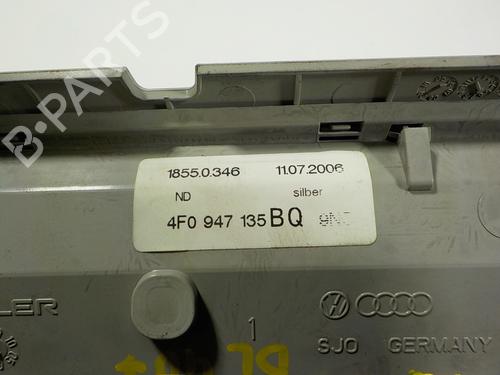 1855.0.346 11.07.2006
ND silber
4F0 947 135 BQ
1
SJO GERMANY
B-PARTS